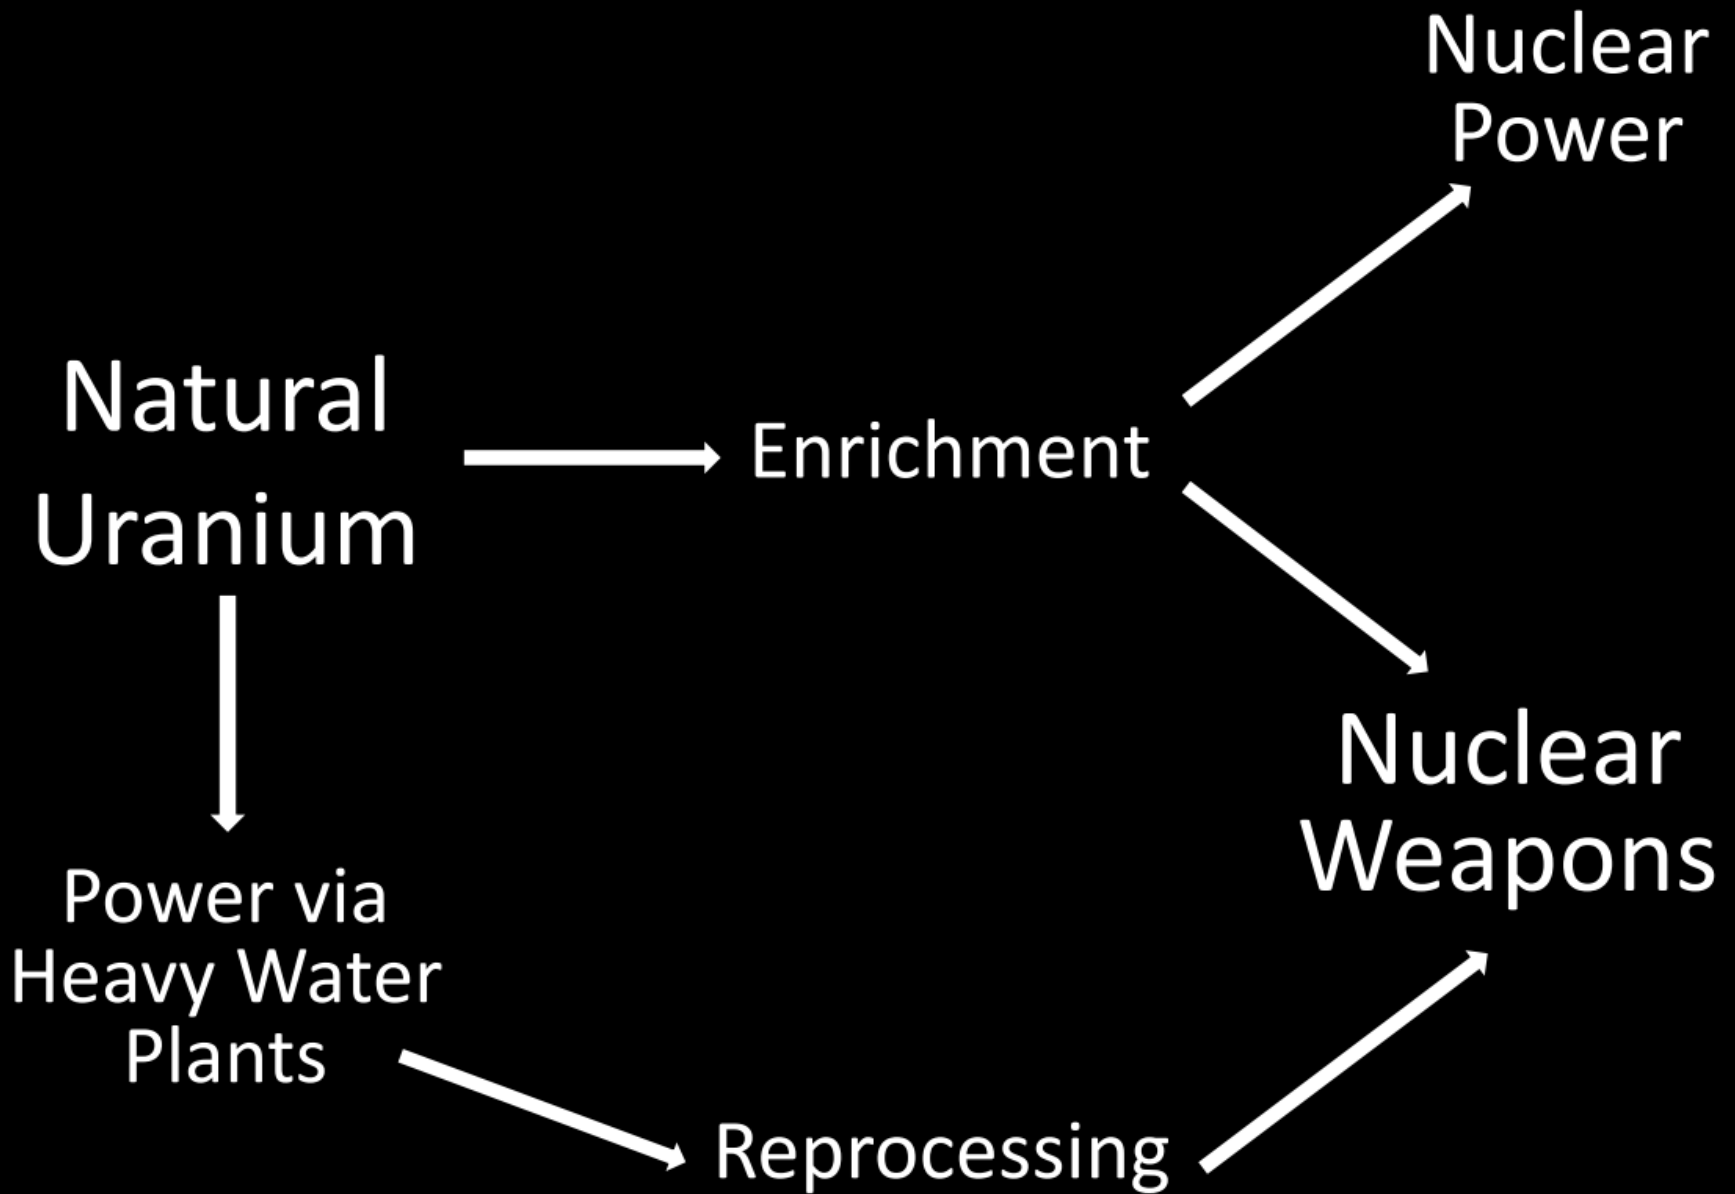 Nuclear
Power
Natural
Uranium
Enrichment
Nuclear
Weapons
Power via
Heavy Water
Plants
Reprocessing